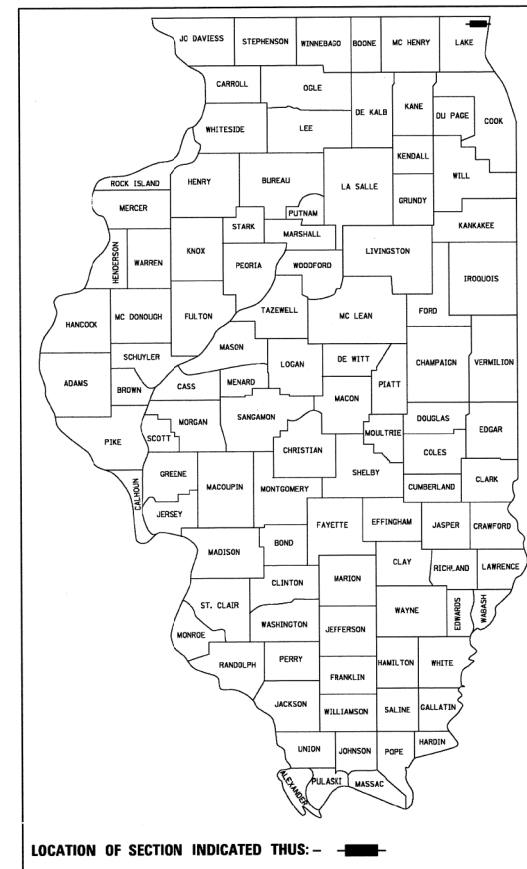 JO DAVIESS STEPHENSON WINNEBAGO BOONE MC HENRY LAKE
CARROLL OGLE
DE KALB KANE DU PAGE COOK
WHITESIDE LEE
KENDALL
ROCK ISLAND HENRY BUREAU LA SALLE WILL
MERCER PUTNAM GRUNDY
STARK MARSHALL KANKAKEE
HENDERSON WARREN KNOX PEORIA WOODFORD LIVINGSTON
IROQUOIS
HANCOCK MC DONOUGH FULTON TAZEWELL MC LEAN FORD
MASON
SCHUYLER LOGAN DE WITT CHAMPAIGN VERMILION
ADAMS BROWN CASS MENARD PIATT
MACON
MORGAN SANGAMON DOUGLAS
PIKE SCOTT CHRISTIAN MOULTRIE COLES EDGAR
SHELBY
CALHOUN GREENE MACOUPIN MONTGOMERY CUMBERLAND CLARK
JERSEY FAYETTE EFFINGHAM JASPER CRAWFORD
MADISON BOND
CLAY RICHLAND LAWRENCE
CLINTON MARION
ST. CLAIR WAYNE EDWARDS WABASH
WASHINGTON JEFFERSON
MONROE
RANDOLPH PERRY HAMILTON WHITE
FRANKLIN
JACKSON WILLIAMSON SALINE GALLATIN
UNION JOHNSON POPE HARDIN
ALEXANDER PULASKI MASSAC
LOCATION OF SECTION INDICATED THUS: –